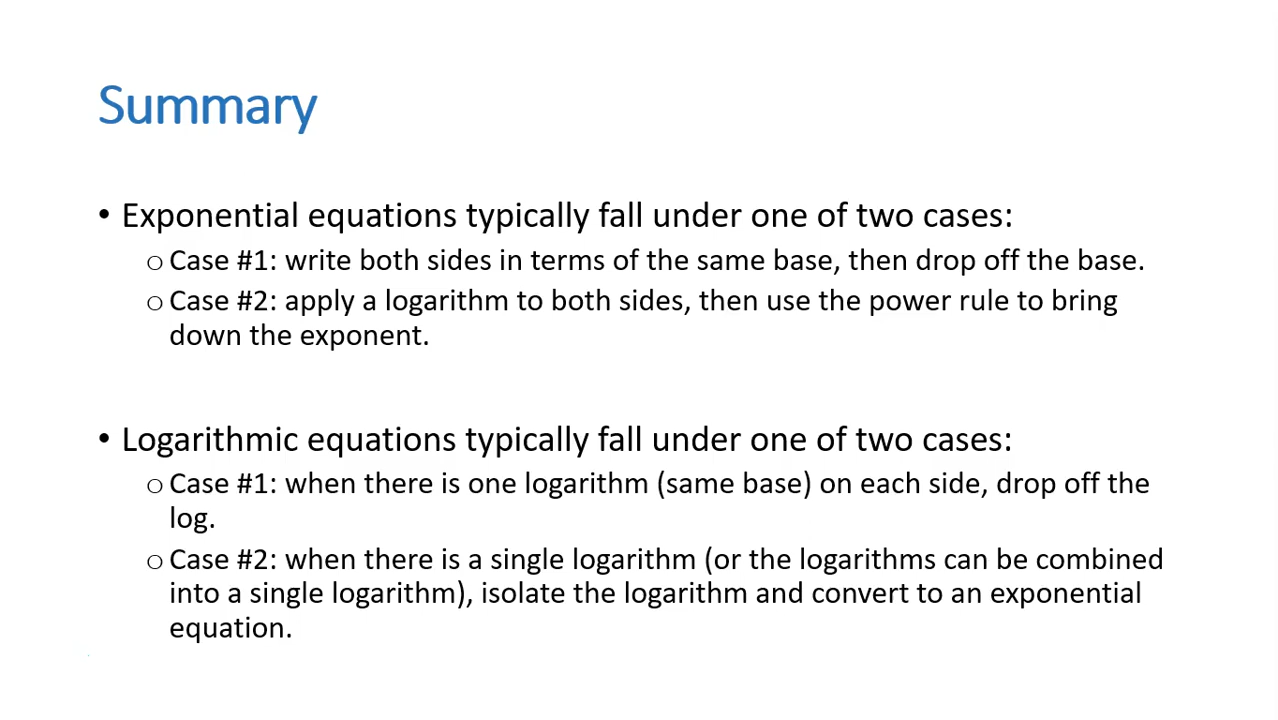 Summary
• Exponential equations typically fall under one of two cases:
o Case #1: write both sides in terms of the same base, then drop off the base.
o Case #2: apply a logarithm to both sides, then use the power rule to bring
down the exponent.
• Logarithmic equations typically fall under one of two cases:
o Case #1: when there is one logarithm (same base) on each side, drop off the
log.
o Case #2: when there is a single logarithm (or the logarithms can be combined
into a single logarithm), isolate the logarithm and convert to an exponential
equation.